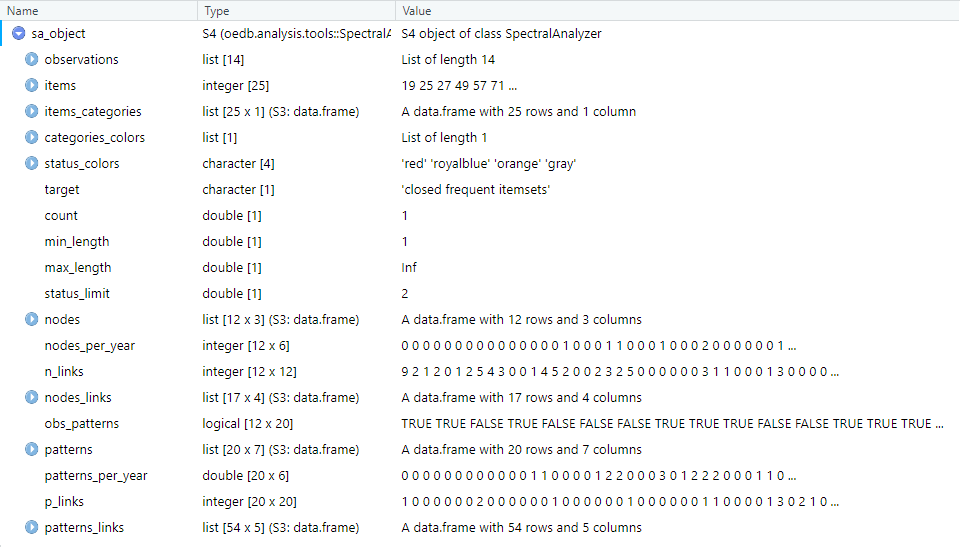 Name Type Value
sa_object S4 (oedb.analysis.tools::SpectralA S4 object of class SpectralAnalyzer
observations list [14] List of length 14
items integer [25] 19 25 27 49 57 71 ...
items_categories list [25 x 1] (S3: data.frame) A data.frame with 25 rows and 1 column
categories_colors list [1] List of length 1
status_colors character [4] 'red' 'royalblue' 'orange' 'gray'
target character [1] 'closed frequent itemsets'
count double [1] 1
min_length double [1] 1
max_length double [1] Inf
status_limit double [1] 2
nodes list [12 x 3] (S3: data.frame) A data.frame with 12 rows and 3 columns
nodes_per_year integer [12 x 6] 0 0 0 0 0 0 0 0 0 0 0 0 0 0 0 1 0 0 0 1 1 0 0 0 1 0 0 0 2 0 0 0 0 0 0 1 ...
n_links integer [12 x 12] 9 2 1 2 0 1 2 5 4 3 0 0 1 4 5 2 0 0 2 3 2 5 0 0 0 0 0 0 3 1 1 0 0 0 1 3 0 0 0 0 ...
nodes_links list [17 x 4] (S3: data.frame) A data.frame with 17 rows and 4 columns
obs_patterns logical [12 x 20] TRUE TRUE FALSE TRUE FALSE FALSE FALSE TRUE TRUE TRUE FALSE FALSE TRUE TRUE TRUE ...
patterns list [20 x 7] (S3: data.frame) A data.frame with 20 rows and 7 columns
patterns_per_year double [20 x 6] 0 0 0 0 0 0 0 0 0 0 0 0 1 1 0 0 0 0 1 2 2 0 0 0 3 0 1 2 2 2 0 0 0 1 1 0 ...
p_links integer [20 x 20] 1 0 0 0 0 0 0 2 0 0 0 0 0 0 1 0 0 0 0 0 0 1 0 0 0 0 0 0 1 1 0 0 0 0 1 3 0 2 1 0 ...
patterns_links list [54 x 5] (S3: data.frame) A data.frame with 54 rows and 5 columns